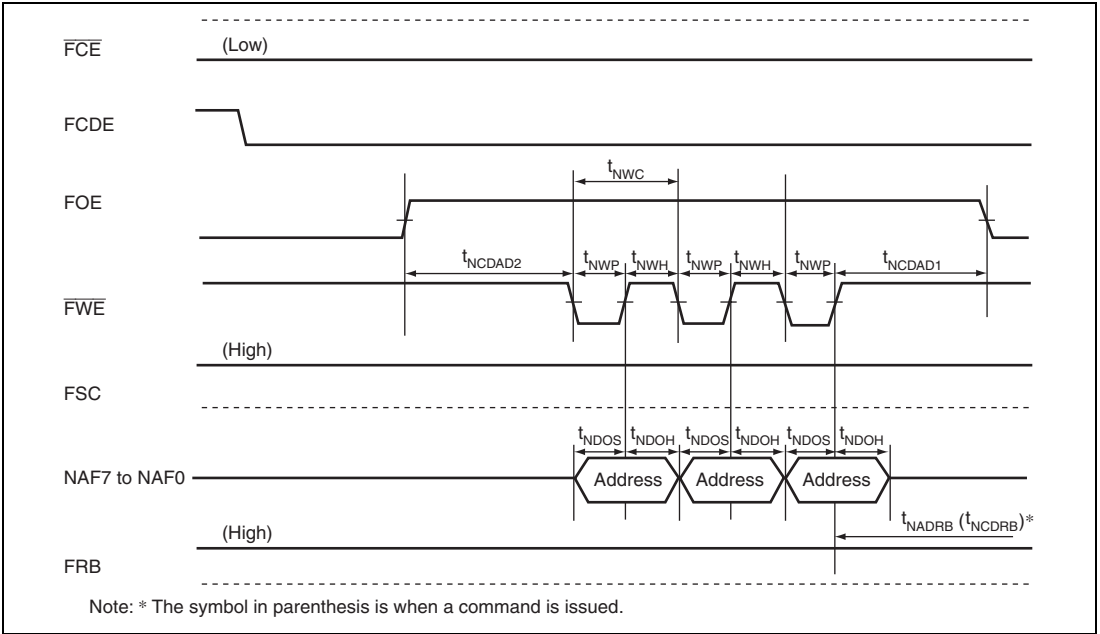 FCE (Low)
FCDE
tNWC
FOE
tNCDAD2 tNWP tNWH tNWP tNWH tNWP tNCDAD1
FWE
(High)
FSC
tNDOS tNDOH tNDOS tNDOH tNDOS tNDOH
NAF7 to NAF0 Address Address Address
(High) tNADRB (tNCDRB)*
FRB
Note: * The symbol in parenthesis is when a command is issued.